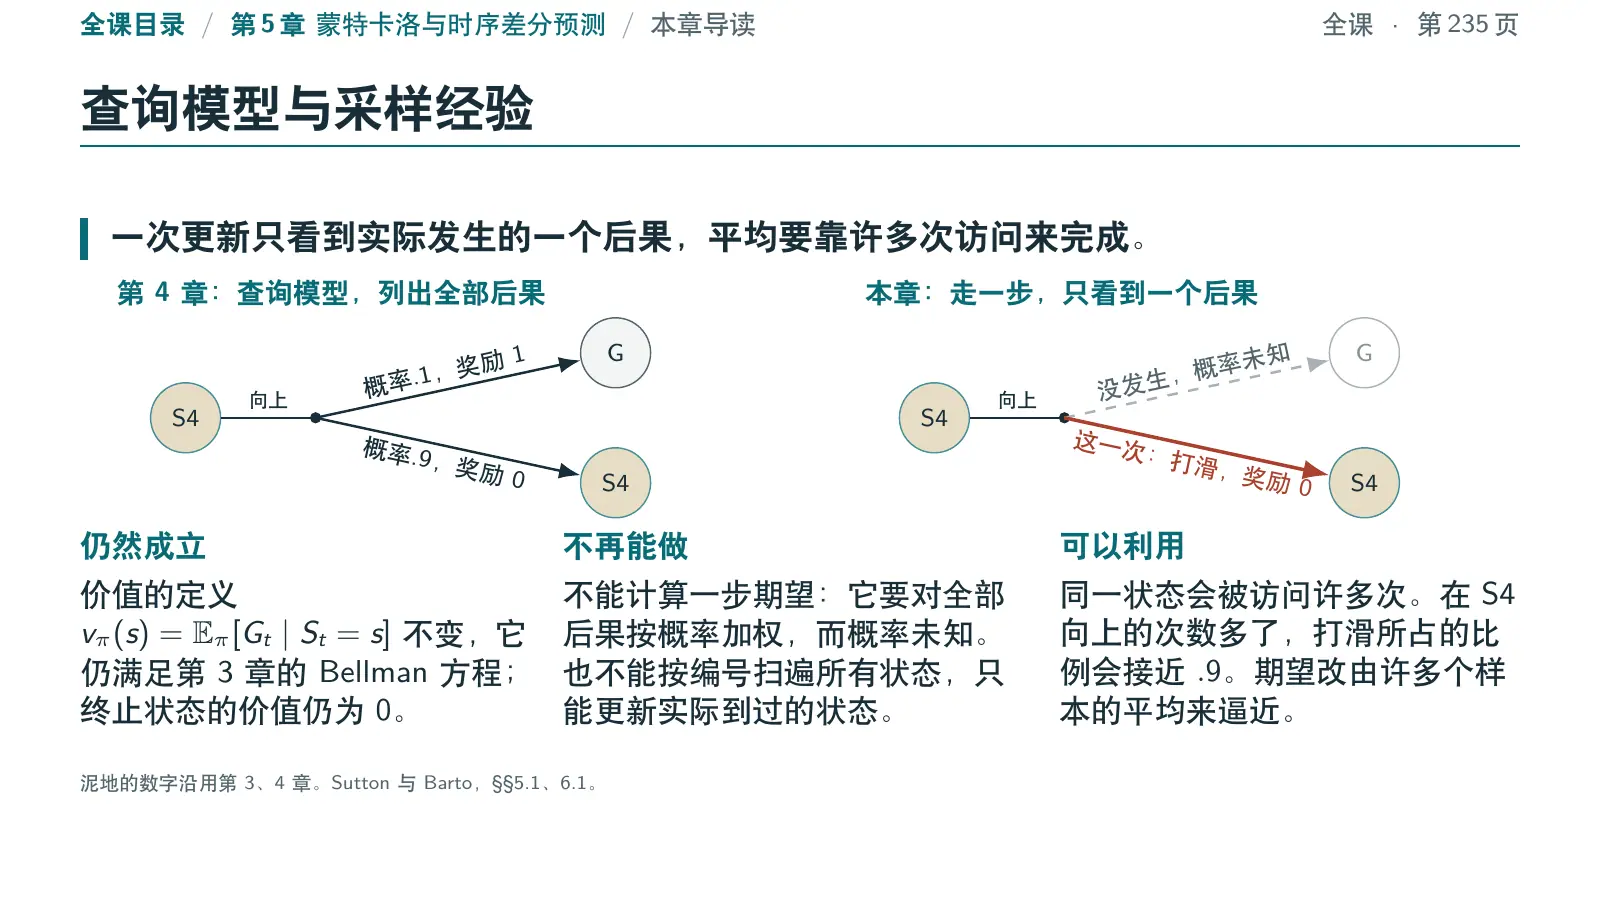 全课目录 / 第 5 章 蒙特卡洛与时序差分预测 / 本章导读
全课 · 第 235 页
查询模型与采样经验
一次更新只看到实际发生的一个后果，平均要靠许多次访问来完成。
第 4 章：查询模型，列出全部后果
S4
向上
概率.1，奖励 1
G
概率.9，奖励 0
S4
本章：走一步，只看到一个后果
S4
向上
没发生，概率未知
G
这一次：打滑，奖励 0
S4
仍然成立
价值的定义
vπ(s) = 𝔼π[Gt | St = s] 不变，它
仍满足第 3 章的 Bellman 方程；
终止状态的价值仍为 0。
不再能做
不能计算一步期望：它要对全部
后果按概率加权，而概率未知。
也不能按编号扫遍所有状态，只
能更新实际到过的状态。
可以利用
同一状态会被访问许多次。在 S4
向上的次数多了，打滑所占的比
例会接近 .9。期望改由许多个样
本的平均来逼近。
泥地的数字沿用第 3、4 章。Sutton 与 Barto，§§5.1、6.1。